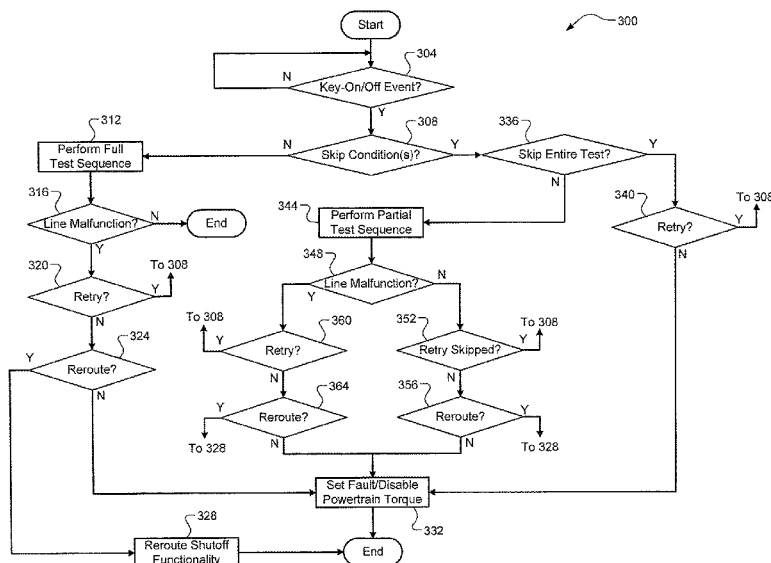 Start
300
304
N
Key-On/Off Event?
Y
312
308
336
Perform Full
Test Sequence
N
Skip Condition(s)?
Y
Skip Entire Test?
Y
N
316
344
Perform Partial
Test Sequence
340
To 308
Line Malfunction?
N
End
Retry?
Y
Y
348
N
320
To 308
Line Malfunction?
N
Y
Retry?
Y
To 308
360
352
To 308
N
324
Y
Retry?
Retry Skipped?
Y
Y
Reroute?
N
364
N
356
N
Y
Reroute?
Reroute?
Y
To 328
N
N
To 328
Set Fault/Disable
Powertrain Torque
328
332
Reroute Shutoff
Functionality
End